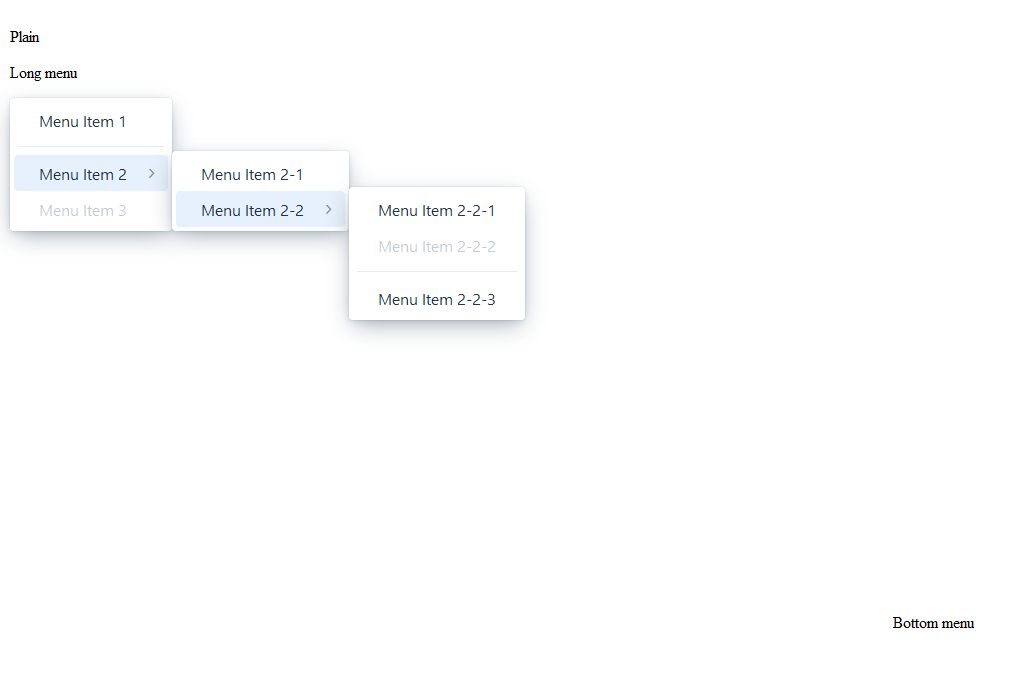 Plain
Long menu
Menu Item 1
Menu Item 2
Menu Item 3
Menu Item 2-1
Menu Item 2-2
Menu Item 2-2-1
Menu Item 2-2-2
Menu Item 2-2-3
Bottom menu